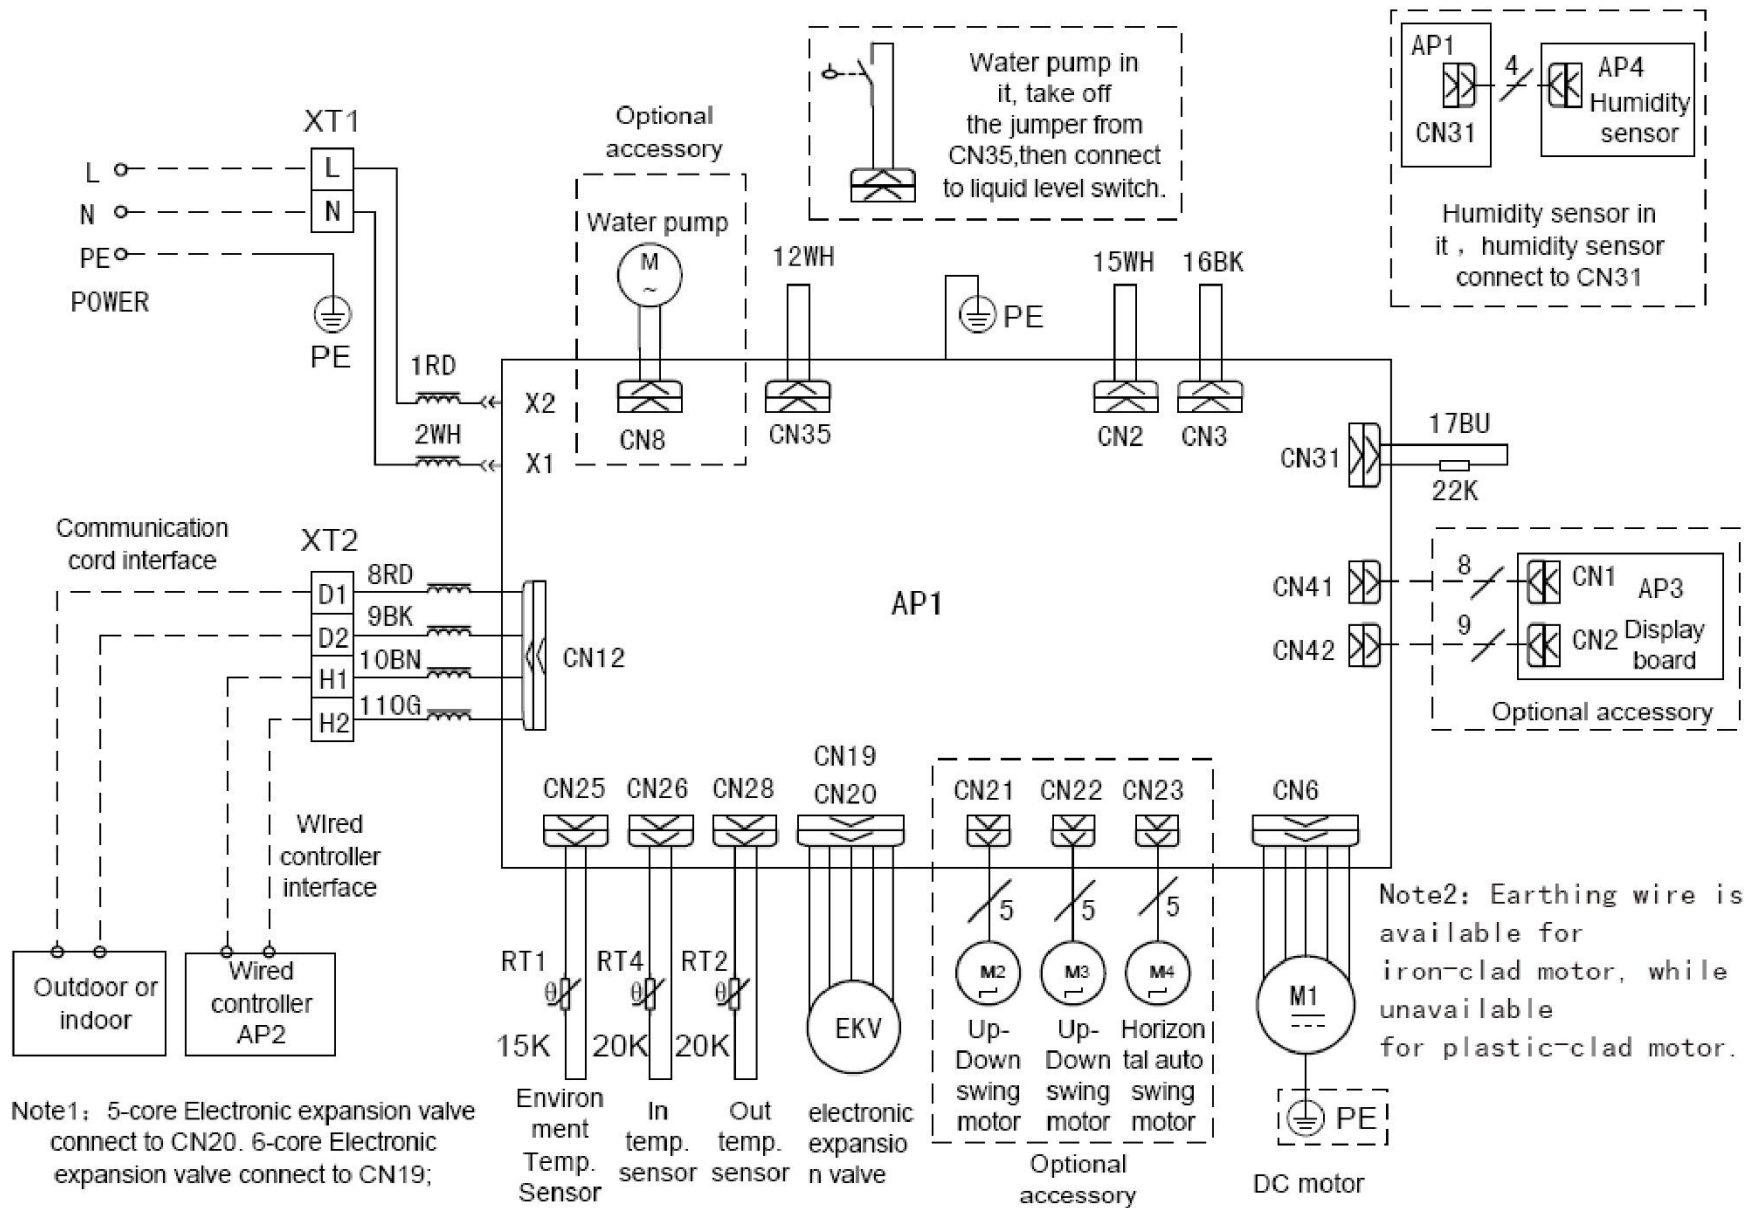 XT1
L
N
PE
POWER
L
N
PE
1RD
2WH
X2
X1
Optional
accessory
Water pump
M
~
CN8
Water pump in
it, take off
the jumper from
CN35,then connect
to liquid level switch.
12WH
CN35
PE
15WH
CN2
16BK
CN3
AP1
CN31
4
AP4
Humidity
sensor
Humidity sensor in
it , humidity sensor
connect to CN31
CN31
17BU
22K
Communication
cord interface
XT2
D1
D2
H1
H2
8RD
9BK
10BN
11OG
CN12
AP1
CN41
CN42
8
9
CN1
CN2
AP3
Display
board
Optional accessory
WIred
controller
interface
Outdoor or
indoor
Wired
controller
AP2
CN25
CN26
CN28
CN19
CN20
CN21
CN22
CN23
CN6
RT1
θ
15K
Environ
ment
Temp.
Sensor
RT4
θ
20K
In
temp.
sensor
RT2
θ
20K
Out
temp.
sensor
EKV
electronic
expansio
n valve
5
M2
Up-
Down
swing
motor
5
M3
Up-
Down
swing
motor
5
M4
Horizon
tal auto
swing
motor
Optional
accessory
M1
PE
DC motor
Note1: 5-core Electronic expansion valve
connect to CN20. 6-core Electronic
expansion valve connect to CN19;
Note2: Earthing wire is
available for
iron-clad motor, while
unavailable
for plastic-clad motor.